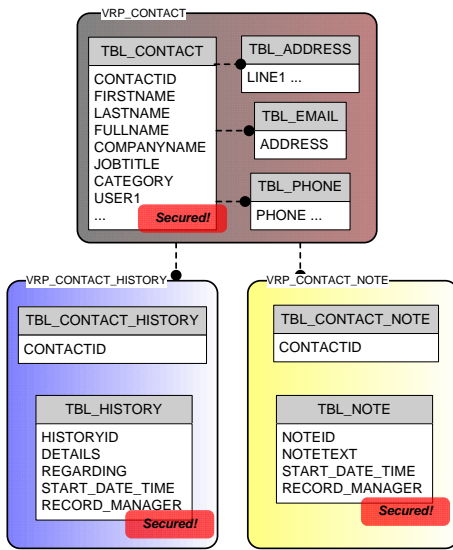 VRP_CONTACT
TBL_CONTACT
CONTACTID
FIRSTNAME
LASTNAME
FULLNAME
COMPANYNAME
JOBTITLE
CATEGORY
USER1
...
Secured!
TBL_ADDRESS
LINE1 ...
TBL_EMAIL
ADDRESS
TBL_PHONE
PHONE ...
VRP_CONTACT_HISTORY
TBL_CONTACT_HISTORY
CONTACTID
TBL_HISTORY
HISTORYID
DETAILS
REGARDING
START_DATE_TIME
RECORD_MANAGER
Secured!
VRP_CONTACT_NOTE
TBL_CONTACT_NOTE
CONTACTID
TBL_NOTE
NOTEID
NOTETEXT
START_DATE_TIME
RECORD_MANAGER
Secured!